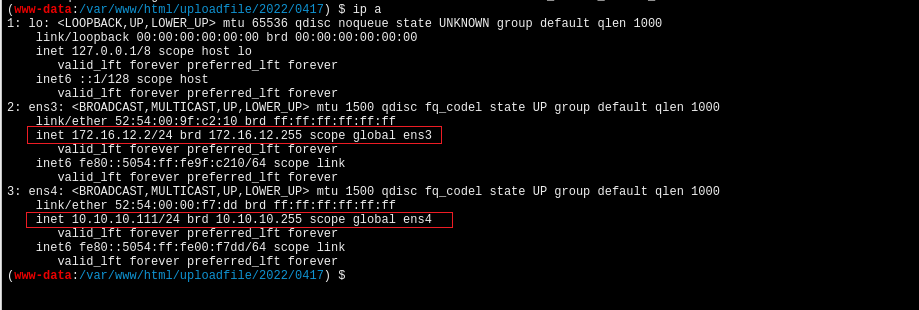 (www-data:/var/www/html/uploadfile/2022/0417) $ ip a
1: lo: <LOOPBACK,UP,LOWER_UP> mtu 65536 qdisc noqueue state UNKNOWN group default qlen 1000
    link/loopback 00:00:00:00:00:00 brd 00:00:00:00:00:00
    inet 127.0.0.1/8 scope host lo
       valid_lft forever preferred_lft forever
    inet6 ::1/128 scope host
       valid_lft forever preferred_lft forever
2: ens3: <BROADCAST,MULTICAST,UP,LOWER_UP> mtu 1500 qdisc fq_codel state UP group default qlen 1000
    link/ether 52:54:00:9f:c2:10 brd ff:ff:ff:ff:ff:ff
    inet 172.16.12.2/24 brd 172.16.12.255 scope global ens3
       valid_lft forever preferred_lft forever
    inet6 fe80::5054:ff:fe9f:c210/64 scope link
       valid_lft forever preferred_lft forever
3: ens4: <BROADCAST,MULTICAST,UP,LOWER_UP> mtu 1500 qdisc fq_codel state UP group default qlen 1000
    link/ether 52:54:00:00:f7:dd brd ff:ff:ff:ff:ff:ff
    inet 10.10.10.111/24 brd 10.10.10.255 scope global ens4
       valid_lft forever preferred_lft forever
    inet6 fe80::5054:ff:fe00:f7dd/64 scope link
       valid_lft forever preferred_lft forever
(www-data:/var/www/html/uploadfile/2022/0417) $